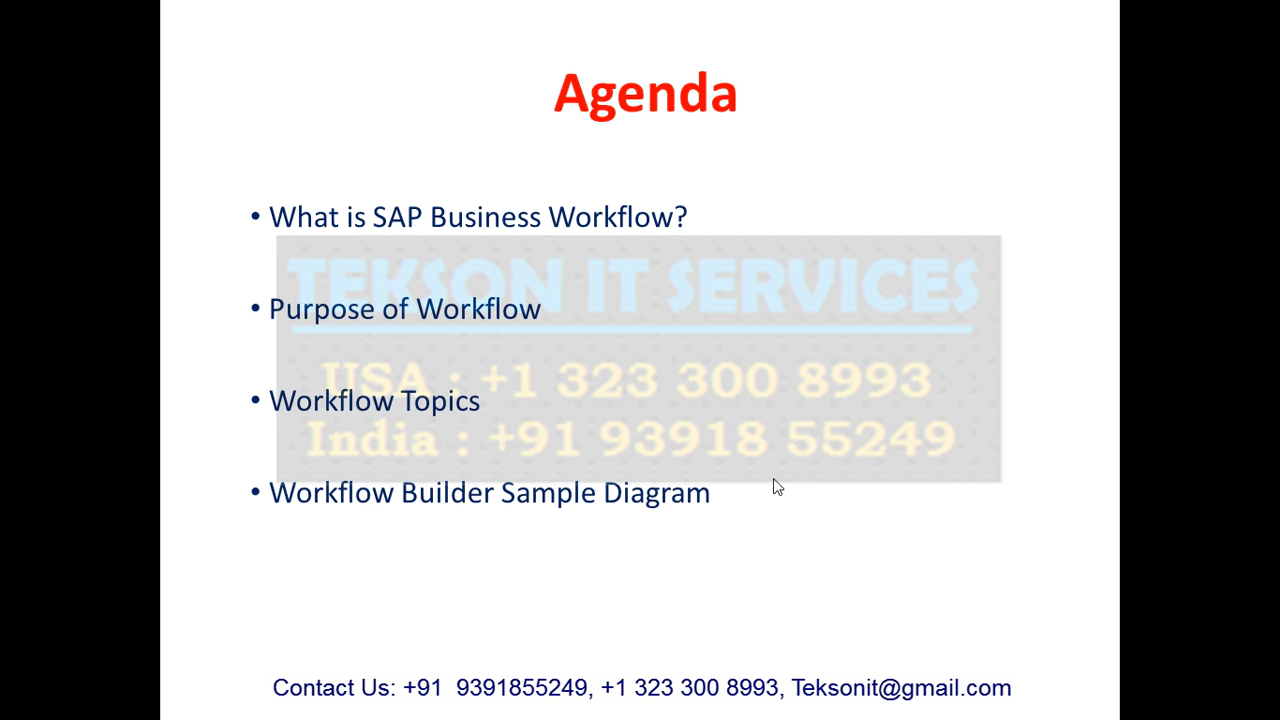 Agenda
• What is SAP Business Workflow?
TEKSON IT SERVICES
• Purpose of Workflow
USA : +1 323 300 8993
• Workflow Topics
India : +91 93918 55249
• Workflow Builder Sample Diagram
Contact Us: +91  9391855249, +1 323 300 8993, Teksonit@gmail.com